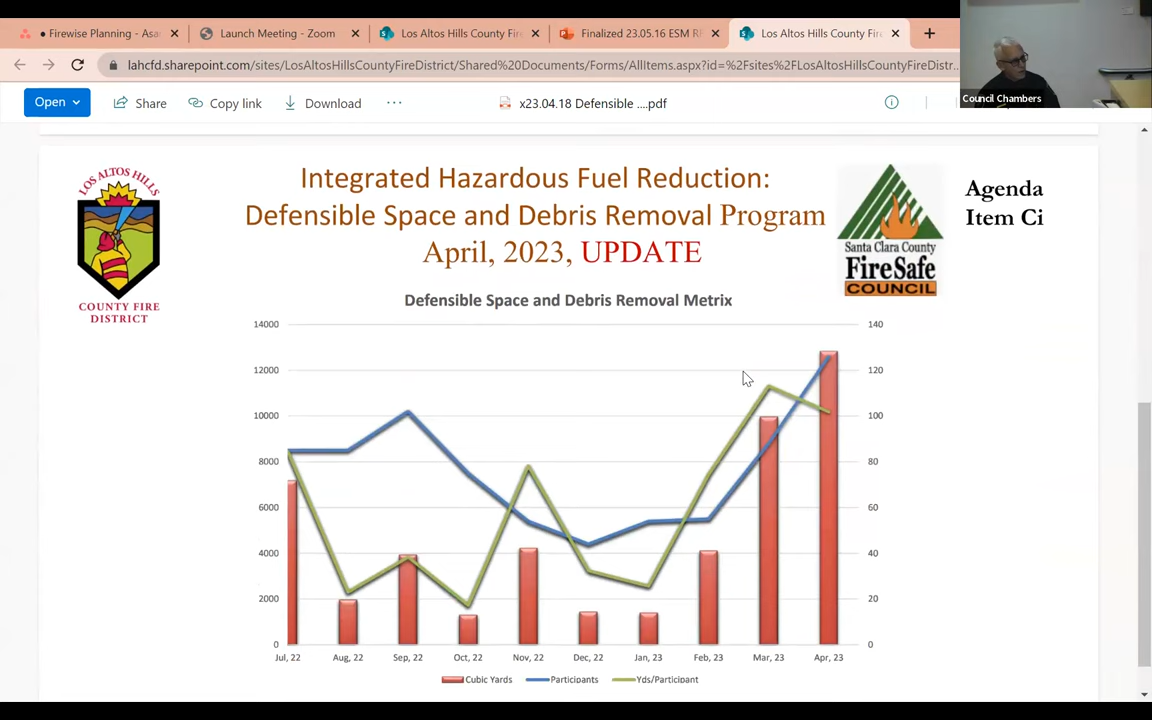 ● Firewise Planning - Asa
Launch Meeting - Zoom
Los Altos Hills County Fir
Finalized 23.05.16 ESM R
Los Altos Hills County Fir
lahcfd.sharepoint.com/sites/LosAltosHillsCountyFireDistrict/Shared%20Documents/Forms/AllItems.aspx?id=%2Fsites%2FLosAltosHillsCountyFireDistr...
Council Chambers
Open
Share
Copy link
Download
...
x23.04.18 Defensible ....pdf
LOS ALTOS HILLS
COUNTY FIRE
DISTRICT
Integrated Hazardous Fuel Reduction:
Defensible Space and Debris Removal Program
April, 2023, UPDATE
Santa Clara County
FireSafe
COUNCIL
Agenda
Item Ci
Defensible Space and Debris Removal Metrix
14000
12000
10000
8000
6000
4000
2000
0
140
120
100
80
60
40
20
0
Jul, 22 Aug, 22 Sep, 22 Oct, 22 Nov, 22 Dec, 22 Jan, 23 Feb, 23 Mar, 23 Apr, 23
Cubic Yards Participants Yds/Participant